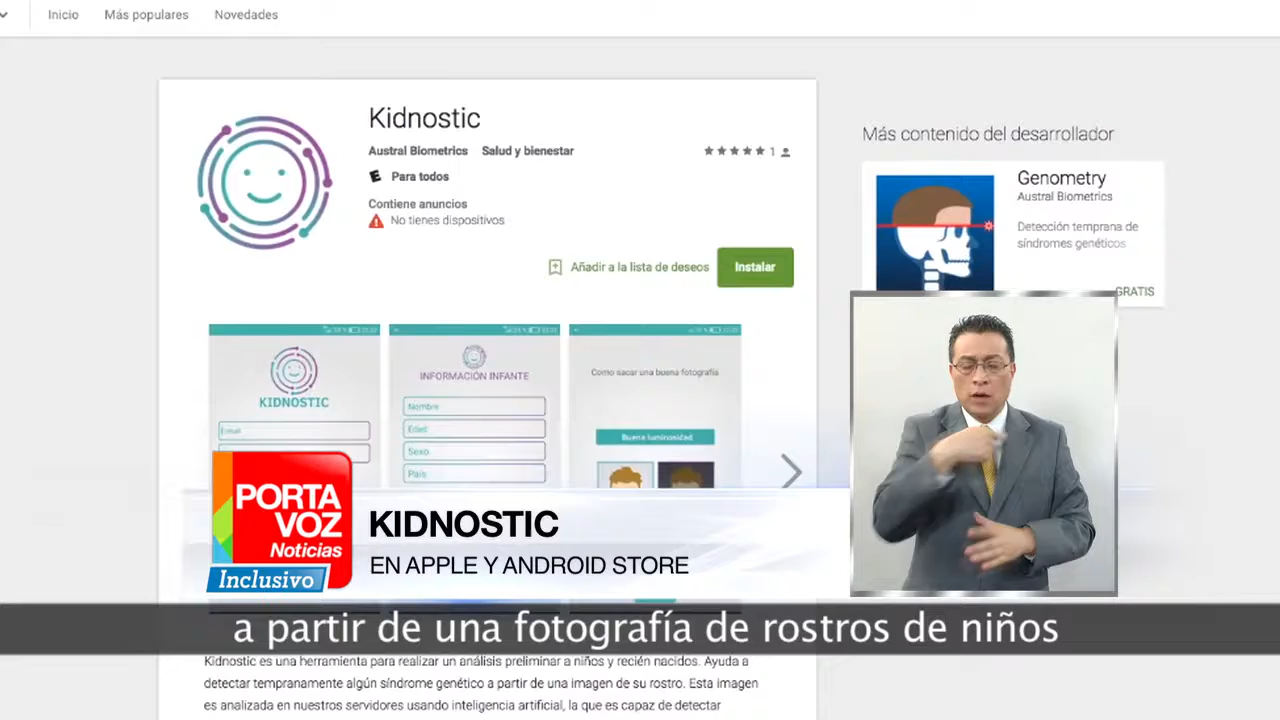 Inicio Más populares Novedades
Kidnostic
Austral Biometrics Salud y bienestar
1
Para todos
Contiene anuncios
No tienes dispositivos
Añadir a la lista de deseos
Instalar
Más contenido del desarrollador
Genometry
Austral Biometrics
Detección temprana de
síndromes genéticos
GRATIS
KIDNOSTIC
Email
INFORMACIÓN INFANTE
Nombre
Edad
Sexo
País
Como sacar una buena fotografía
Buena luminosidad
PORTA
VOZ
Noticias
Inclusivo
KIDNOSTIC
EN APPLE Y ANDROID STORE
a partir de una fotografía de rostros de niños
Kidnostic es una herramienta para realizar un análisis preliminar a niños y recién nacidos. Ayuda a
detectar tempranamente algún síndrome genético a partir de una imagen de su rostro. Esta imagen
es analizada en nuestros servidores usando inteligencia artificial, la que es capaz de detectar